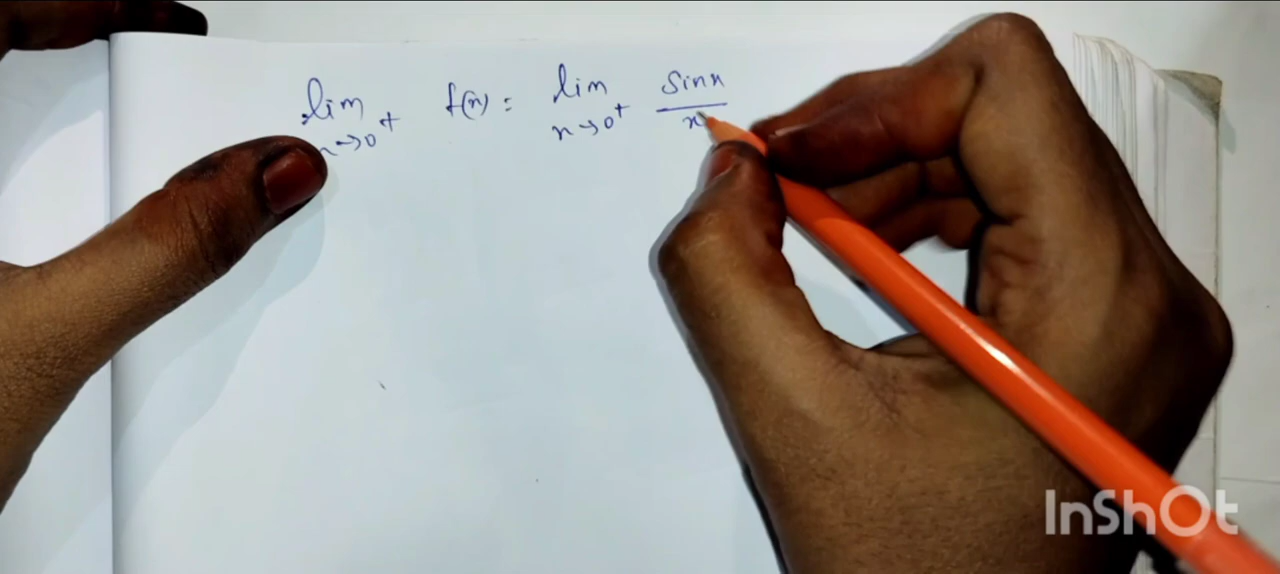 lim x→0⁺ f(x) = lim x→0⁺ sinx/x
InShOt